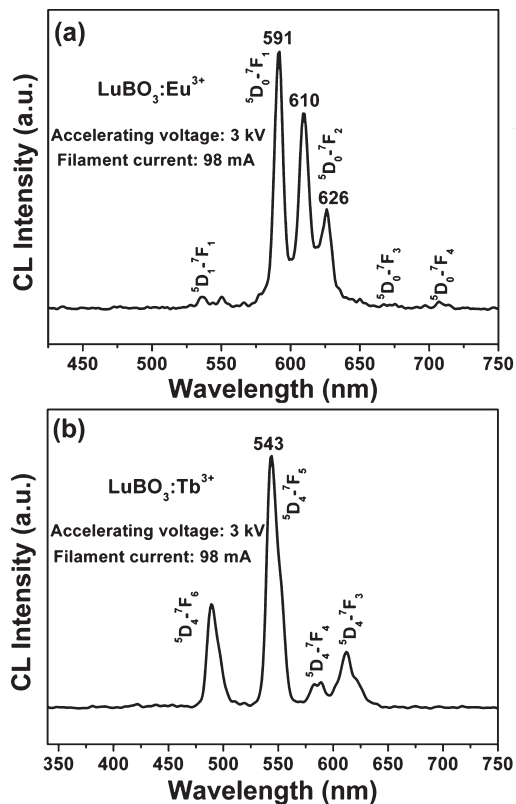 (a)
591
⁵D₀-⁷F₁
LuBO₃:Eu³⁺
610
Accelerating voltage: 3 kV
Filament current: 98 mA
⁵D₀-⁷F₂
626
⁵D₁-⁷F₁
⁵D₀-⁷F₃
⁵D₀-⁷F₄
CL Intensity (a.u.)
450 500 550 600 650 700 750
Wavelength (nm)
(b)
543
LuBO₃:Tb³⁺
⁵D₄-⁷F₅
Accelerating voltage: 3 kV
Filament current: 98 mA
⁵D₄-⁷F₆
⁵D₄-⁷F₄
⁵D₄-⁷F₃
CL Intensity (a.u.)
350 400 450 500 550 600 650 700 750
Wavelength (nm)